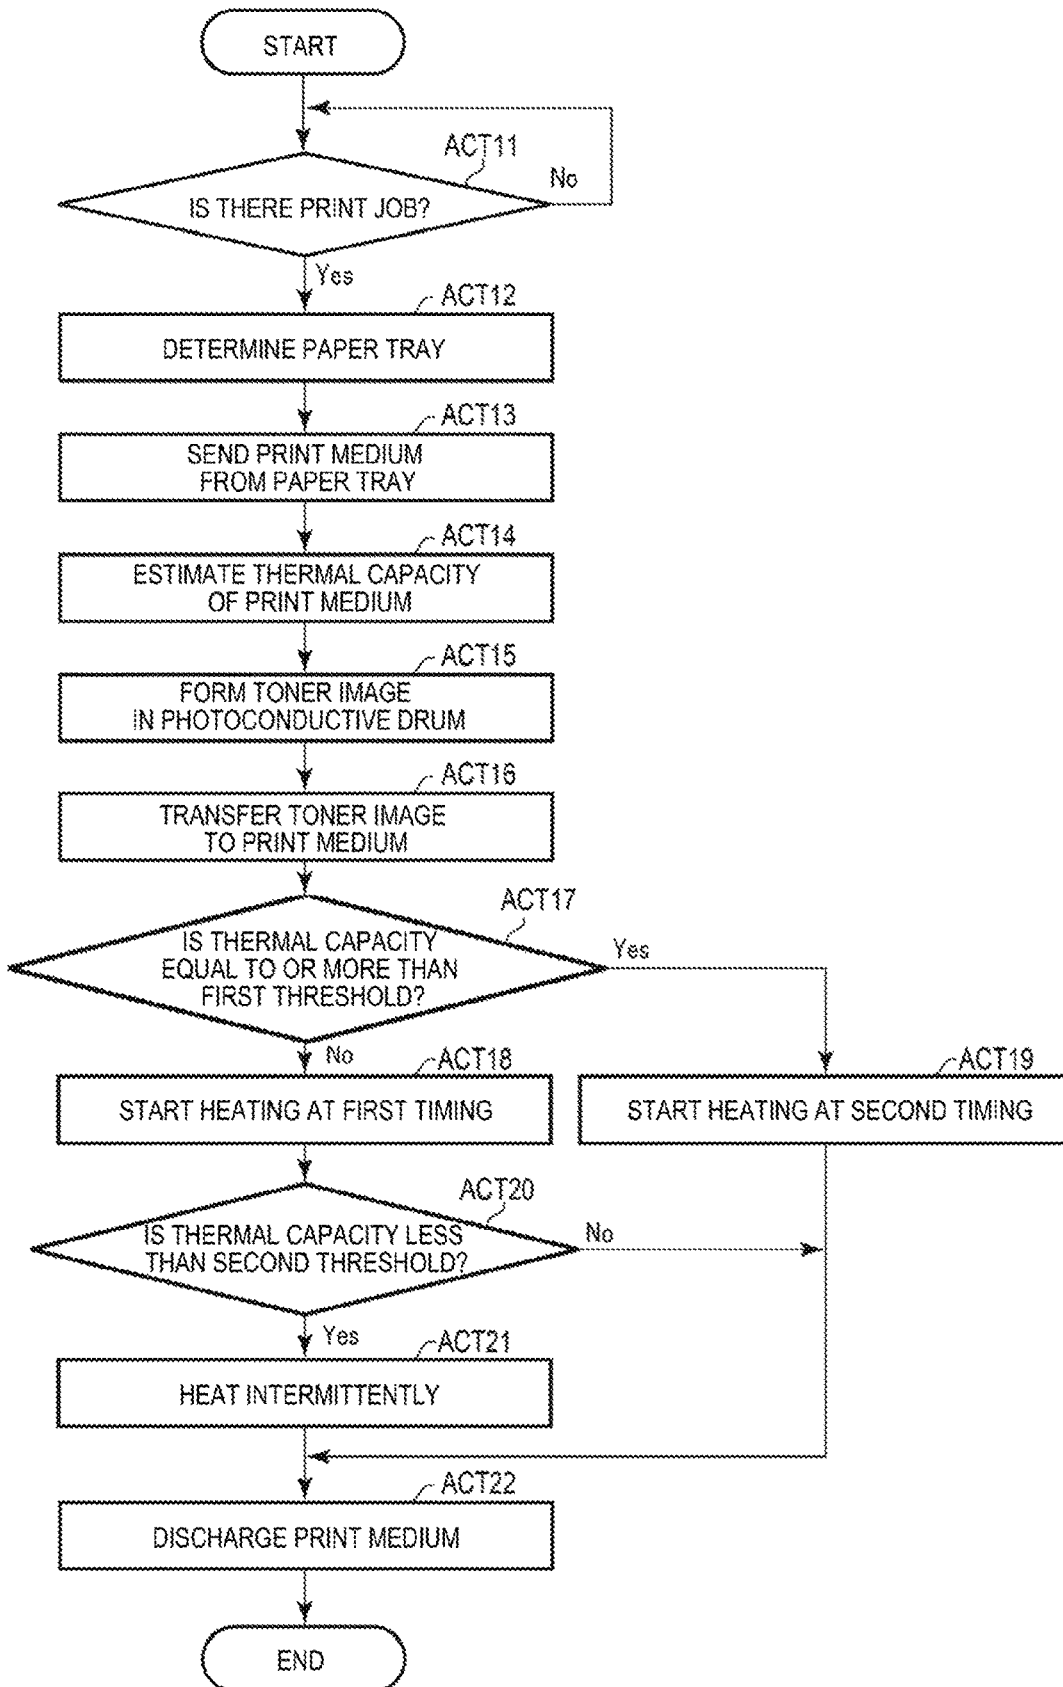 START
ACT11
No
IS THERE PRINT JOB?
Yes
ACT12
DETERMINE PAPER TRAY
ACT13
SEND PRINT MEDIUM
FROM PAPER TRAY
ACT14
ESTIMATE THERMAL CAPACITY
OF PRINT MEDIUM
ACT15
FORM TONER IMAGE
IN PHOTOCONDUCTIVE DRUM
ACT16
TRANSFER TONER IMAGE
TO PRINT MEDIUM
ACT17
IS THERMAL CAPACITY
EQUAL TO OR MORE THAN
FIRST THRESHOLD?
Yes
No
ACT18
START HEATING AT FIRST TIMING
ACT19
START HEATING AT SECOND TIMING
ACT20
IS THERMAL CAPACITY LESS
THAN SECOND THRESHOLD?
No
Yes
ACT21
HEAT INTERMITTENTLY
ACT22
DISCHARGE PRINT MEDIUM
END